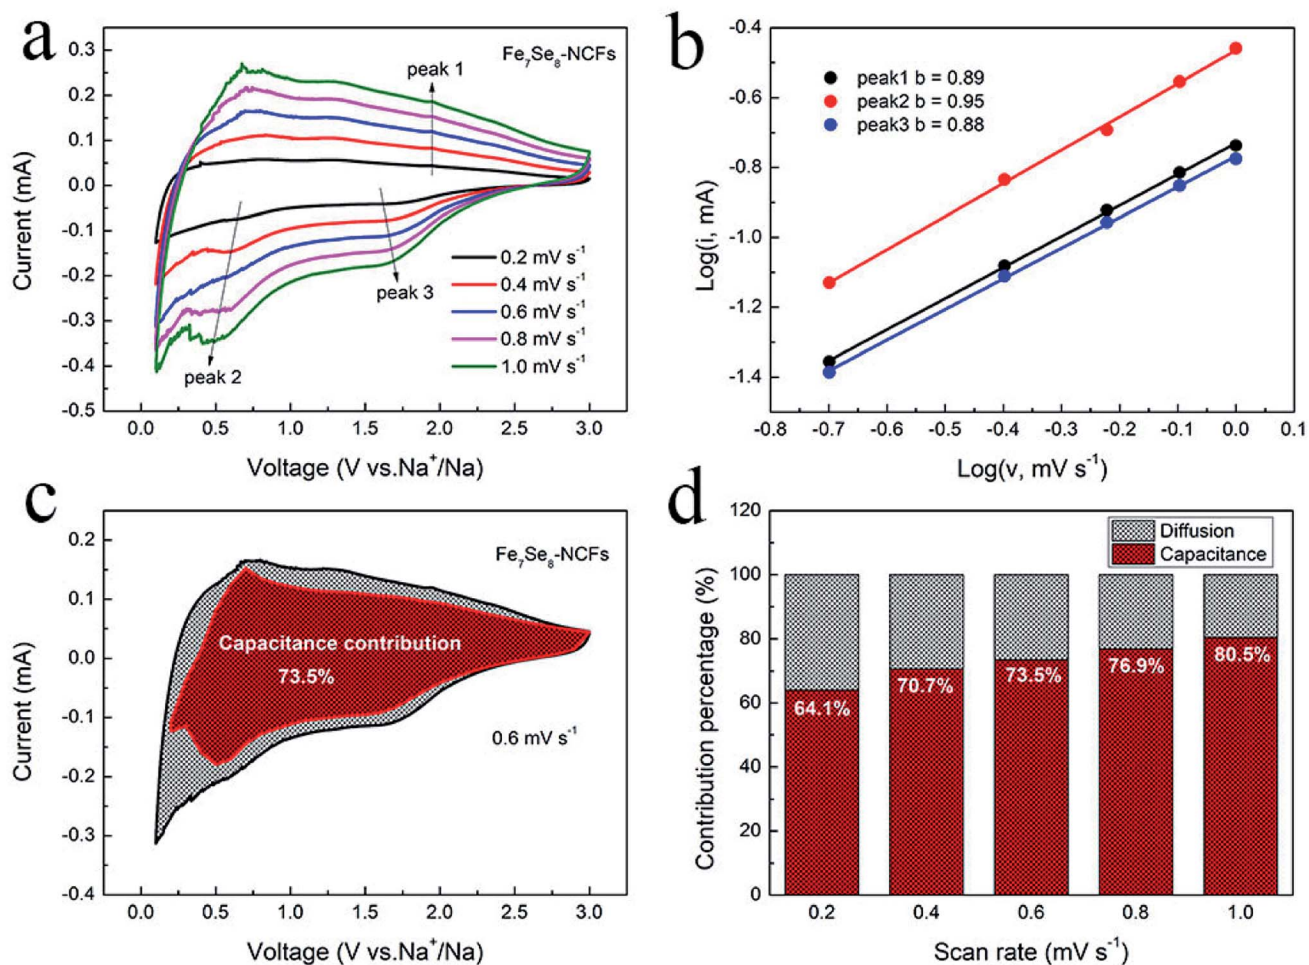 a
Fe₇Se₈-NCFs
peak 1
peak 2
peak 3
0.2 mV s⁻¹
0.4 mV s⁻¹
0.6 mV s⁻¹
0.8 mV s⁻¹
1.0 mV s⁻¹
0.3
0.2
0.1
0.0
-0.1
-0.2
-0.3
-0.4
-0.5
Current (mA)
0.0 0.5 1.0 1.5 2.0 2.5 3.0
Voltage (V vs.Na⁺/Na)
b
peak1 b = 0.89
peak2 b = 0.95
peak3 b = 0.88
-0.4
-0.6
-0.8
-1.0
-1.2
-1.4
Log(i, mA)
-0.8 -0.7 -0.6 -0.5 -0.4 -0.3 -0.2 -0.1 0.0 0.1
Log(v, mV s⁻¹)
c
Fe₇Se₈-NCFs
Capacitance contribution
73.5%
0.6 mV s⁻¹
0.2
0.1
0.0
-0.1
-0.2
-0.3
-0.4
Current (mA)
0.0 0.5 1.0 1.5 2.0 2.5 3.0
Voltage (V vs.Na⁺/Na)
d
Diffusion
Capacitance
120
100
80
60
40
20
0
Contribution percentage (%)
64.1% 70.7% 73.5% 76.9% 80.5%
0.2 0.4 0.6 0.8 1.0
Scan rate (mV s⁻¹)